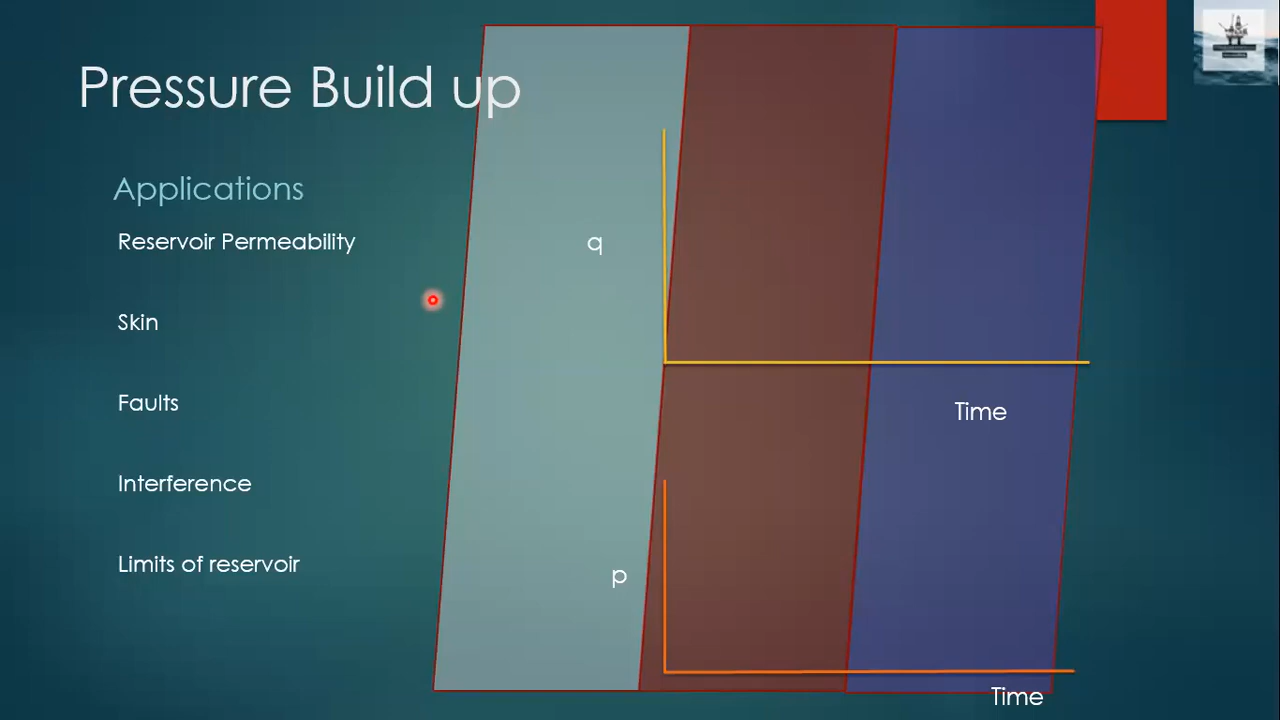 Pressure Build up
Applications
Reservoir Permeability
q
Skin
Faults
Time
Interference
Limits of reservoir
p
Time